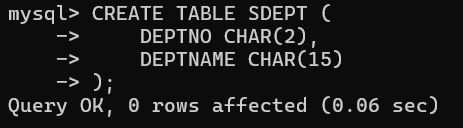 mysql> CREATE TABLE SDEPT (
    ->     DEPTNO CHAR(2),
    ->     DEPTNAME CHAR(15)
    -> );
Query OK, 0 rows affected (0.06 sec)